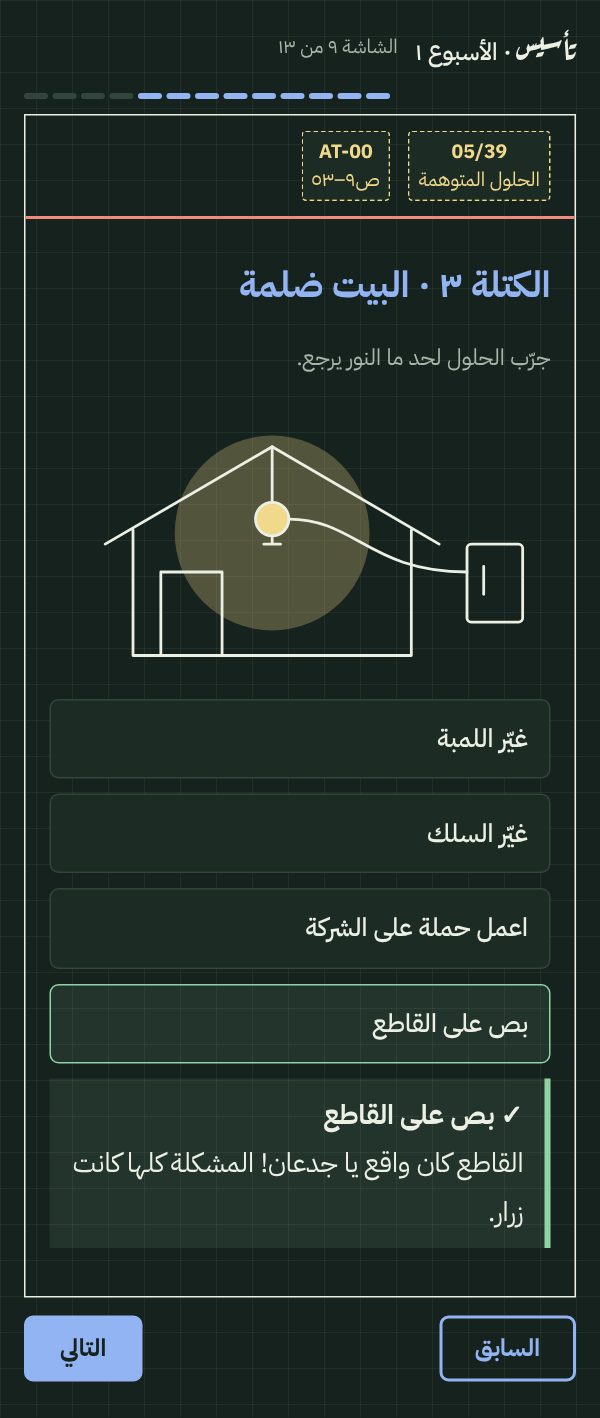 تأسيس · الأسبوع ١
الشاشة ٩ من ١٣
05/39
الحلول المتوهمة
AT-00
ص٩–٥٣
الكتلة ٣ · البيت ضلمة
جرّب الحلول لحد ما النور يرجع.
غيّر اللمبة
غيّر السلك
اعمل حملة على الشركة
بص على القاطع
✓ بص على القاطع
القاطع كان واقع يا جدعان! المشكلة كلها كانت
زرار.
السابق
التالي